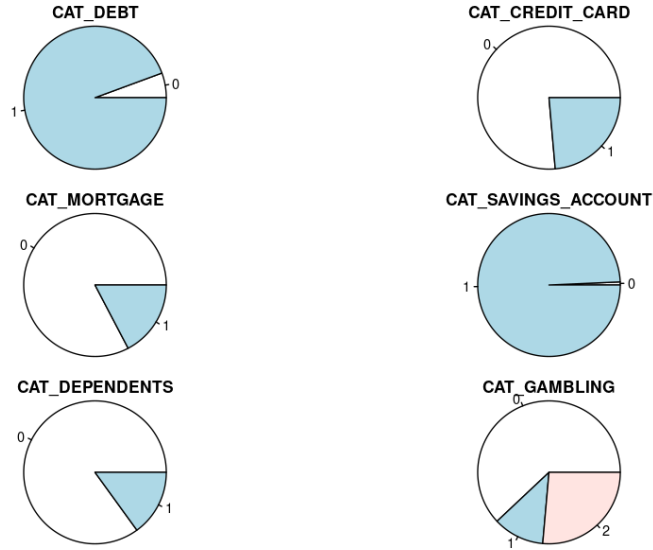 CAT_DEBT
0
1
CAT_CREDIT_CARD
0
1
CAT_MORTGAGE
0
1
CAT_SAVINGS_ACCOUNT
1
0
CAT_DEPENDENTS
0
1
CAT_GAMBLING
0
1
2